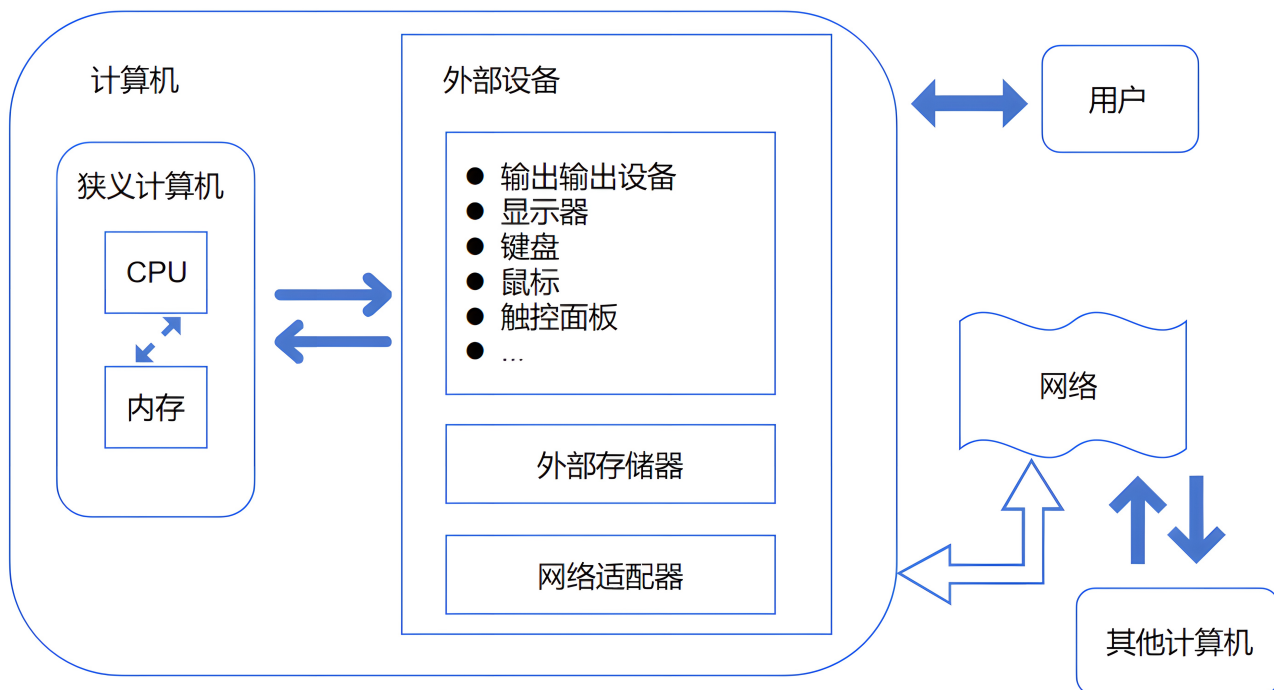 计算机
狭义计算机
CPU
内存
外部设备
● 输出输出设备
● 显示器
● 键盘
● 鼠标
● 触控面板
● ...
外部存储器
网络适配器
用户
网络
其他计算机